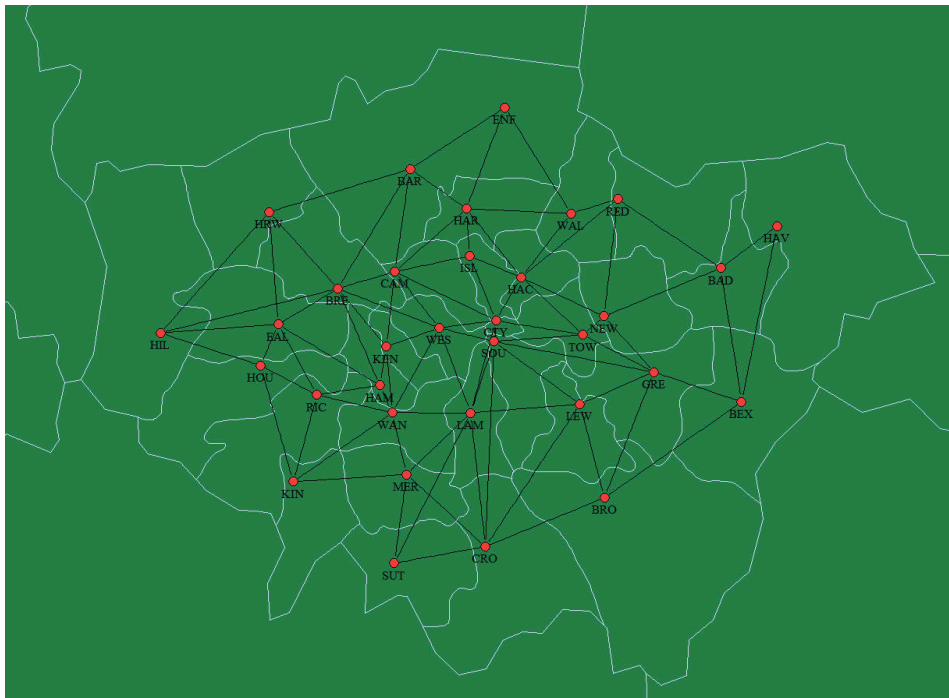 ENF
BAR
HAR
WAL
RED
HRW
HAV
ISL
HAC
CAM
BAD
BRE
CTY
NEW
HIL
EAL
WES
KEN
SOU
TOW
HOU
GRE
HAM
RIC
WAN
LAM
LEW
BEX
MER
KIN
BRO
CRO
SUT